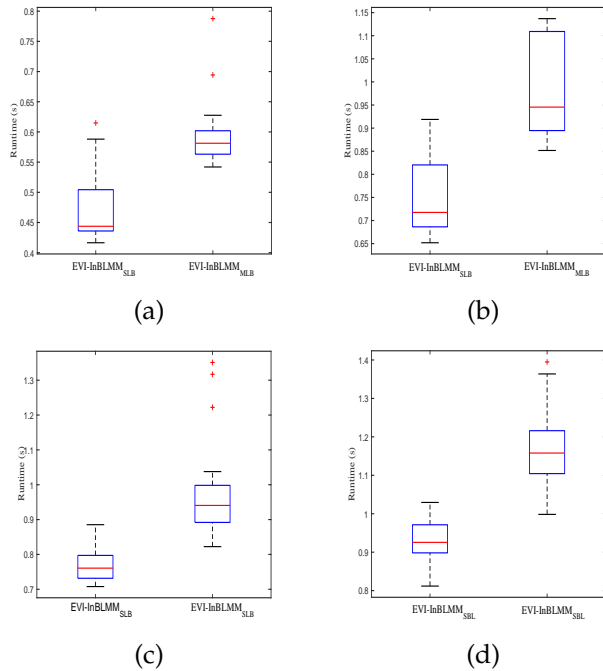 0.8
0.75
0.7
0.65
0.6
0.55
0.5
0.45
0.4
Runtime (s)
EVI-InBLMM_SLB
EVI-InBLMM_MLB
(a)
1.15
1.1
1.05
1
0.95
0.9
0.85
0.8
0.75
0.7
0.65
Runtime (s)
EVI-InBLMM_SLB
EVI-InBLMM_MLB
(b)
1.3
1.2
1.1
1
0.9
0.8
0.7
Runtime (s)
EVI-InBLMM_SLB
EVI-InBLMM_SLB
(c)
1.4
1.3
1.2
1.1
1
0.9
0.8
Runtime (s)
EVI-InBLMM_SBL
EVI-InBLMM_SBL
(d)